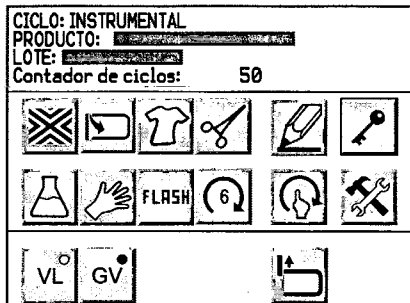 CICLO: INSTRUMENTAL
PRODUCTO:
LOTE:
Contador de ciclos: 50
FLASH 6
VL GV